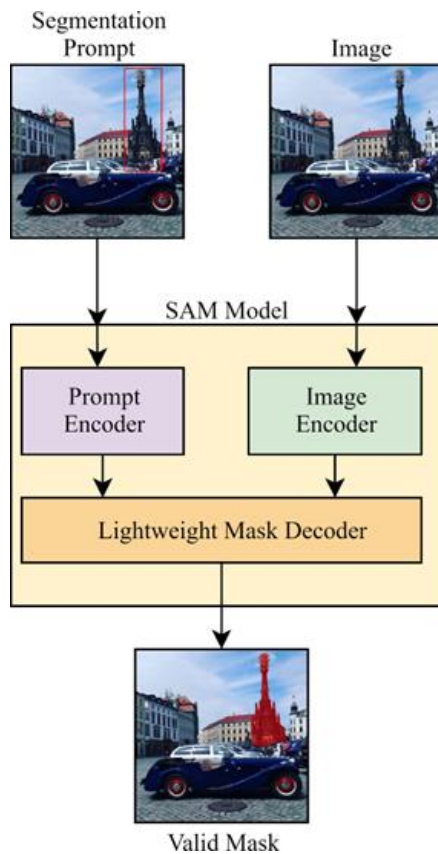 Segmentation
Prompt
Image
SAM Model
Prompt
Encoder
Image
Encoder
Lightweight Mask Decoder
Valid Mask